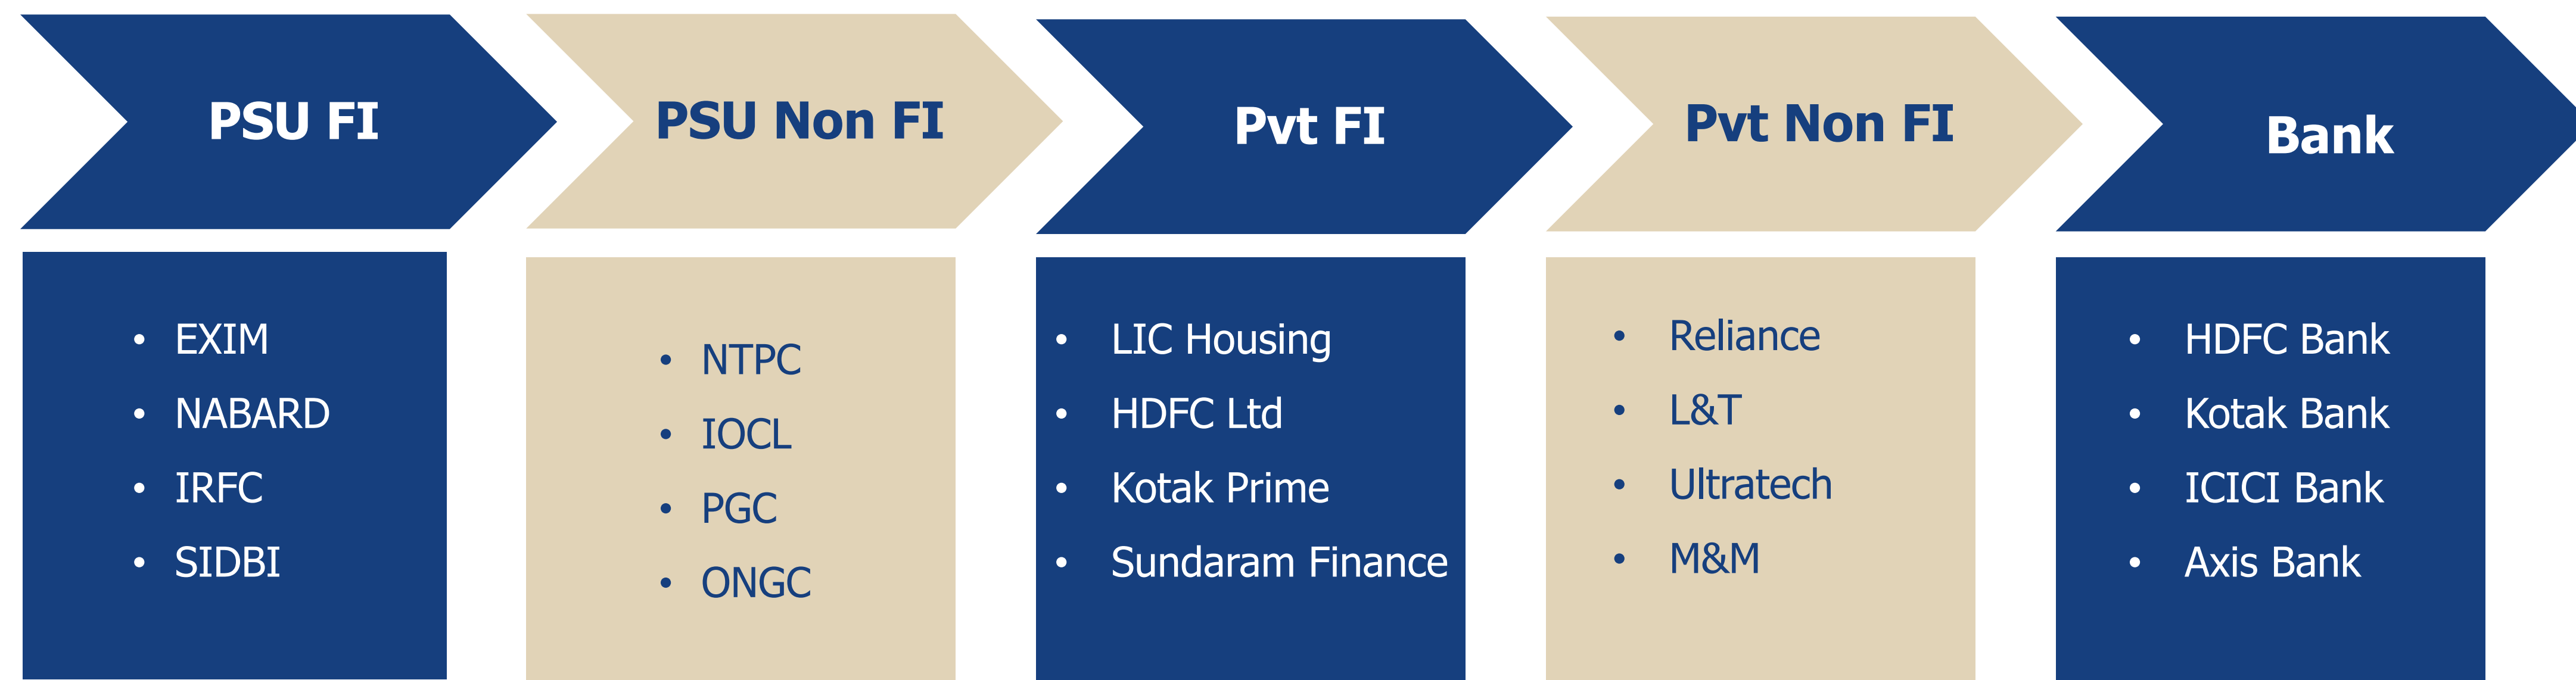 PSU FI
• EXIM
• NABARD
• IRFC
• SIDBI
PSU Non FI
• NTPC
• IOCL
• PGC
• ONGC
Pvt FI
• LIC Housing
• HDFC Ltd
• Kotak Prime
• Sundaram Finance
Pvt Non FI
• Reliance
• L&T
• Ultratech
• M&M
Bank
• HDFC Bank
• Kotak Bank
• ICICI Bank
• Axis Bank